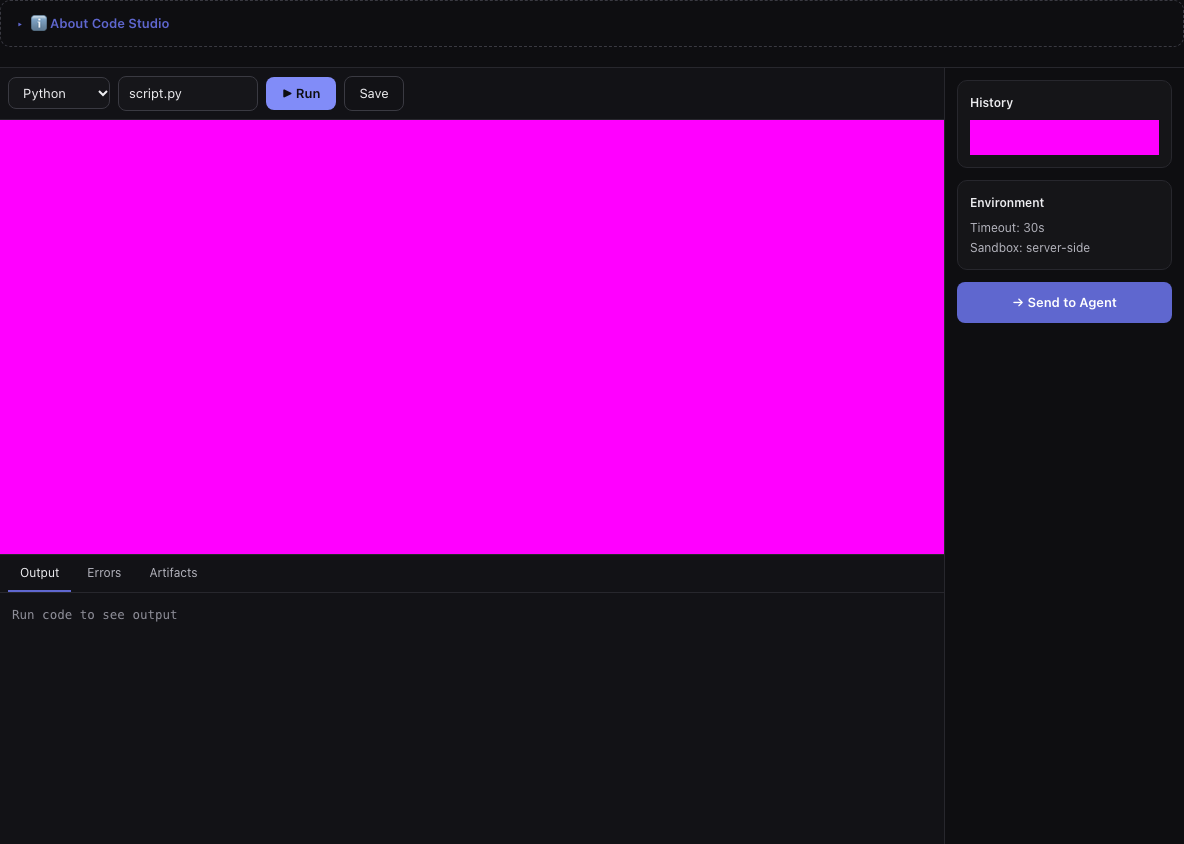 About Code Studio
Python
script.py
Run
Save
Output
Errors
Artifacts
Run code to see output
History
Environment
Timeout: 30s
Sandbox: server-side
→ Send to Agent